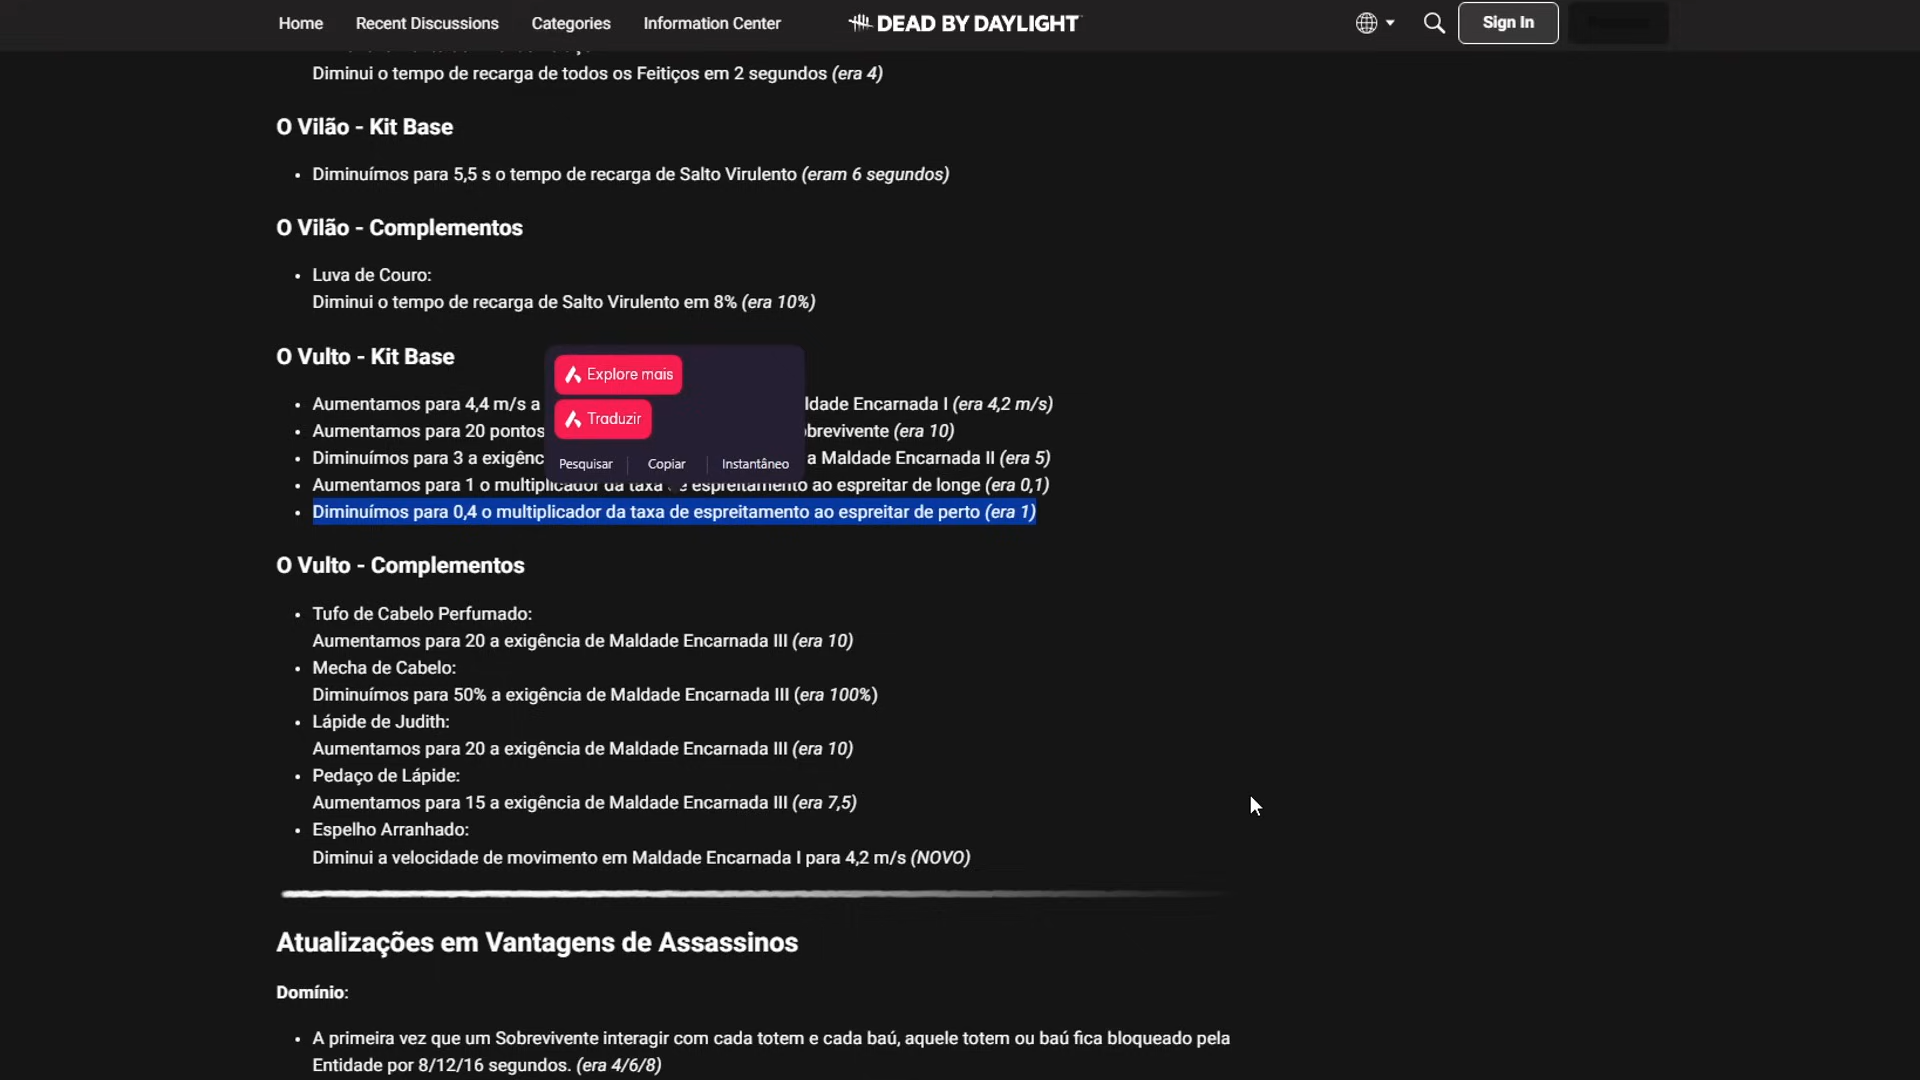 Home Recent Discussions Categories Information Center DEAD BY DAYLIGHT Sign In
Diminui o tempo de recarga de todos os Feitiços em 2 segundos (era 4)
O Vilão - Kit Base
• Diminuímos para 5,5 s o tempo de recarga de Salto Virulento (eram 6 segundos)
O Vilão - Complementos
• Luva de Couro:
Diminui o tempo de recarga de Salto Virulento em 8% (era 10%)
O Vulto - Kit Base
Explore mais
• Aumentamos para 4,4 m/s a ldade Encarnada I (era 4,2 m/s)
Traduzir
• Aumentamos para 20 pontos brevivente (era 10)
• Diminuímos para 3 a exigênc a Maldade Encarnada II (era 5)
Pesquisar Copiar Instantâneo
• Aumentamos para 1 o multiplicador da taxa de espreitamento ao espreitar de longe (era 0,1)
• Diminuímos para 0,4 o multiplicador da taxa de espreitamento ao espreitar de perto (era 1)
O Vulto - Complementos
• Tufo de Cabelo Perfumado:
Aumentamos para 20 a exigência de Maldade Encarnada III (era 10)
• Mecha de Cabelo:
Diminuímos para 50% a exigência de Maldade Encarnada III (era 100%)
• Lápide de Judith:
Aumentamos para 20 a exigência de Maldade Encarnada III (era 10)
• Pedaço de Lápide:
Aumentamos para 15 a exigência de Maldade Encarnada III (era 7,5)
• Espelho Arranhado:
Diminui a velocidade de movimento em Maldade Encarnada I para 4,2 m/s (NOVO)
Atualizações em Vantagens de Assassinos
Domínio:
• A primeira vez que um Sobrevivente interagir com cada totem e cada baú, aquele totem ou baú fica bloqueado pela
Entidade por 8/12/16 segundos. (era 4/6/8)